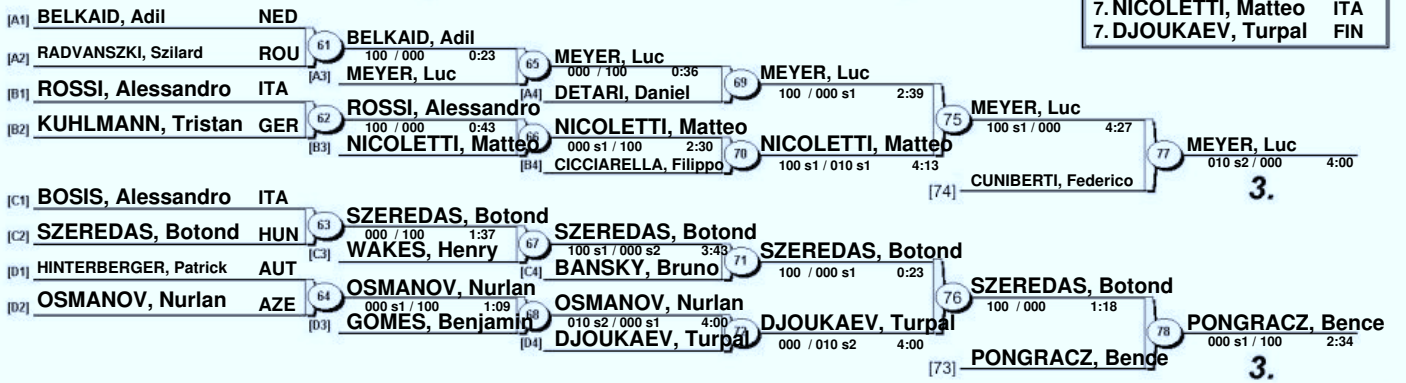 7. NICOLETTI, Matteo ITA
7. DJOUKAEV, Turpal FIN
[A1] BELKAID, Adil NED
[A2] RADVANSZKI, Szilard ROU
61 BELKAID, Adil
100 / 000 0:23
[A3] MEYER, Luc
65 MEYER, Luc
000 / 100 0:36
[A4] DETARI, Daniel
69 MEYER, Luc
100 / 000 s1 2:39
[B1] ROSSI, Alessandro ITA
[B2] KUHLMANN, Tristan GER
62 ROSSI, Alessandro
100 / 000 0:43
[B3] NICOLETTI, Matteo
66 NICOLETTI, Matteo
000 s1 / 100 2:30
[B4] CICCIARELLA, Filippo
70 NICOLETTI, Matteo
100 s1 / 010 s1 4:13
75 MEYER, Luc
100 s1 / 000 4:27
[74] CUNIBERTI, Federico
77 MEYER, Luc
010 s2 / 000 4:00
3.
[C1] BOSIS, Alessandro ITA
[C2] SZEREDAS, Botond HUN
63 SZEREDAS, Botond
000 / 100 1:37
[C3] WAKES, Henry
67 SZEREDAS, Botond
100 s1 / 000 s2 3:43
[C4] BANSKY, Bruno
71 SZEREDAS, Botond
100 / 000 s1 0:23
[D1] HINTERBERGER, Patrick AUT
[D2] OSMANOV, Nurlan AZE
64 OSMANOV, Nurlan
000 s1 / 100 1:09
[D3] GOMES, Benjamin
68 OSMANOV, Nurlan
010 s2 / 000 s1 4:00
[D4] DJOUKAEV, Turpal
72 DJOUKAEV, Turpal
000 / 010 s2 4:00
76 SZEREDAS, Botond
100 / 000 1:18
[73] PONGRACZ, Bence
78 PONGRACZ, Bence
000 s1 / 100 2:34
3.